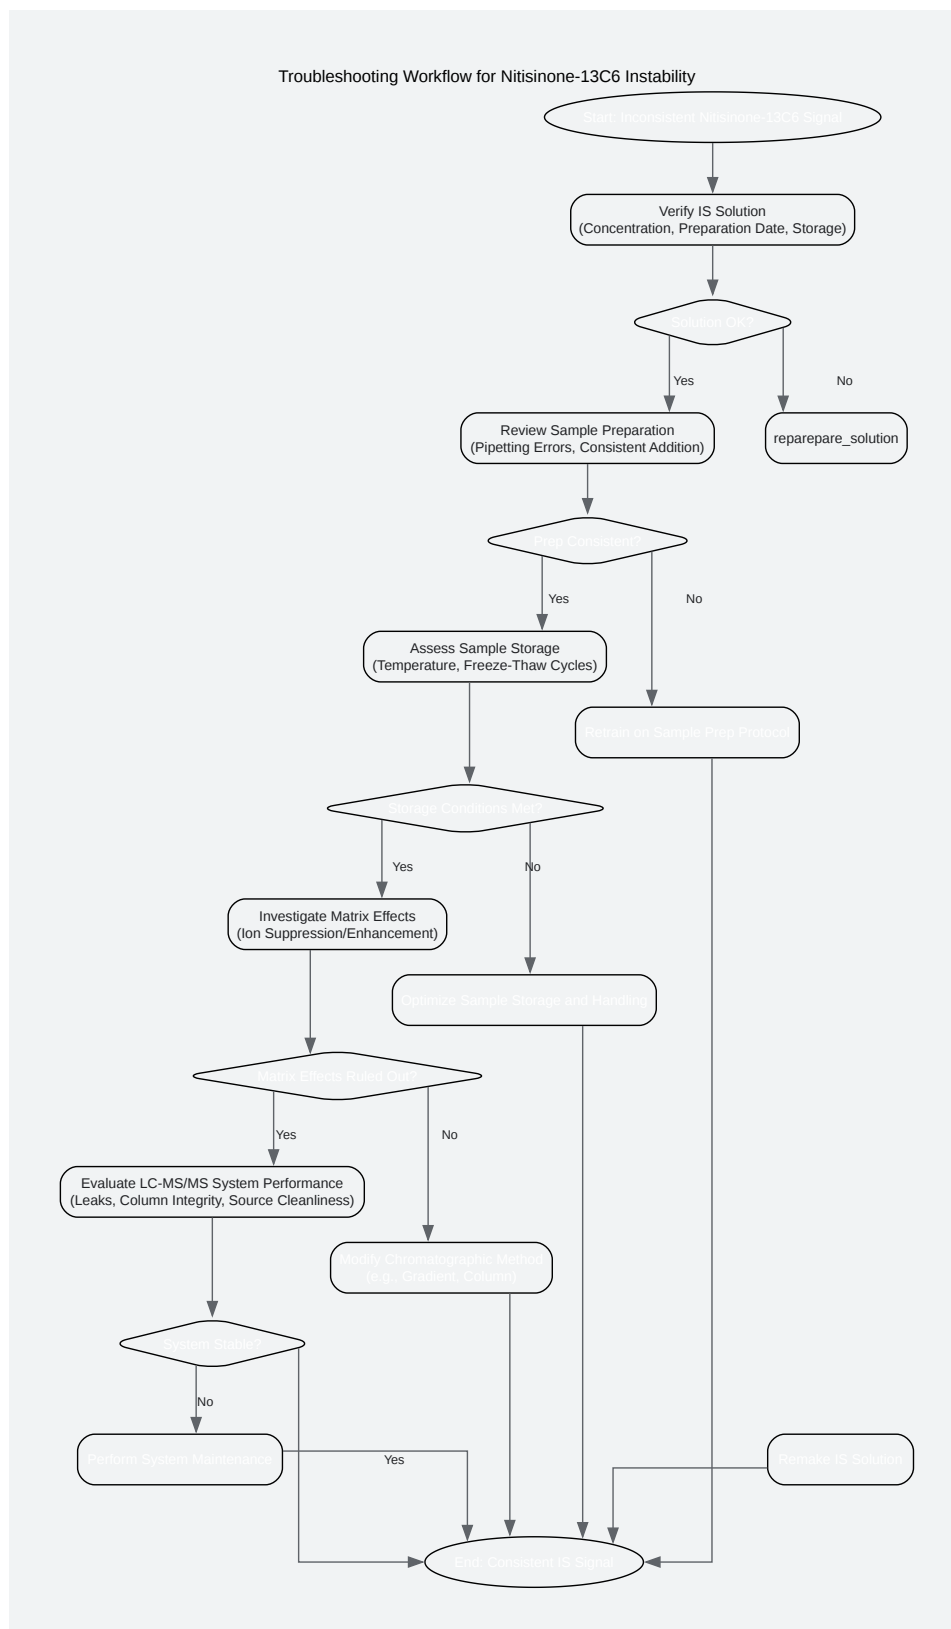 Troubleshooting Workflow for Nitisinone-13C6 Instability
Start: Inconsistent Nitisinone-13C6 Signal
Verify IS Solution
(Concentration, Preparation Date, Storage)
Solution OK?
Yes
No
Review Sample Preparation
(Pipetting Errors, Consistent Addition)
reparepare_solution
Prep Consistent?
Yes
No
Assess Sample Storage
(Temperature, Freeze-Thaw Cycles)
Retrain on Sample Prep Protocol
Storage Conditions Met?
Yes
No
Investigate Matrix Effects
(Ion Suppression/Enhancement)
Optimize Sample Storage and Handling
Matrix Effects Ruled Out?
Yes
No
Evaluate LC-MS/MS System Performance
(Leaks, Column Integrity, Source Cleanliness)
Modify Chromatographic Method
(e.g., Gradient, Column)
System Stable?
No
Perform System Maintenance
Yes
Remake IS Solution
End: Consistent IS Signal